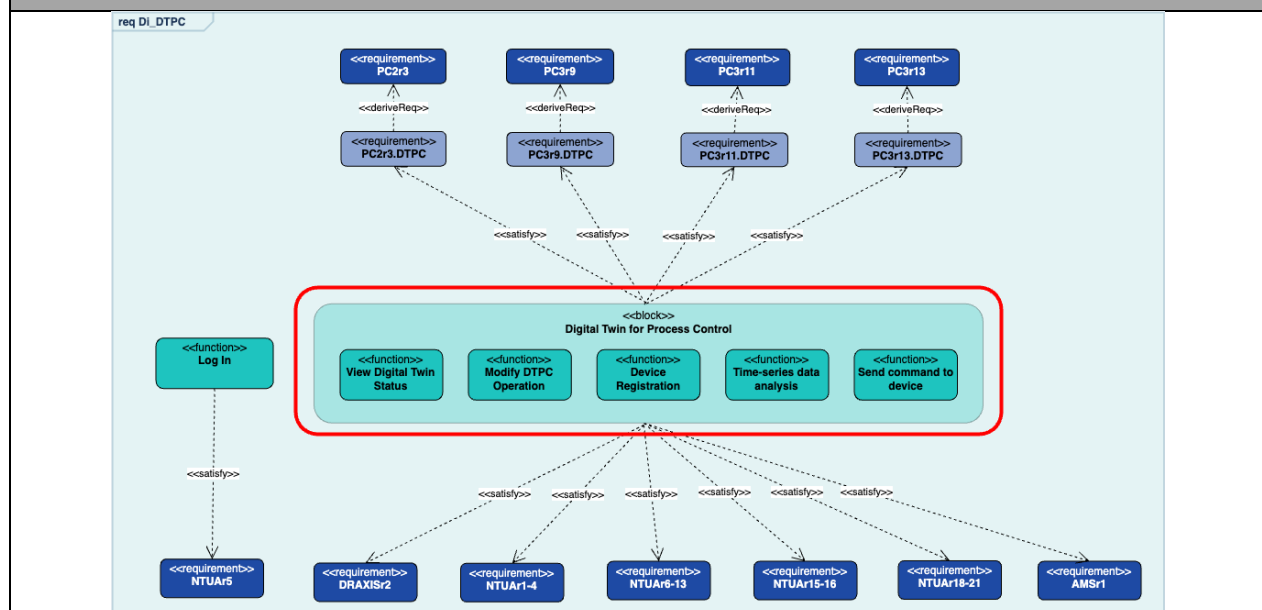 req Di_DTPC
<<requirement>>
PC2r3
<<requirement>>
PC3r9
<<requirement>>
PC3r11
<<requirement>>
PC3r13
<<deriveReq>>
<<deriveReq>>
<<deriveReq>>
<<deriveReq>>
<<requirement>>
PC2r3.DTPC
<<requirement>>
PC3r9.DTPC
<<requirement>>
PC3r11.DTPC
<<requirement>>
PC3r13.DTPC
<<satisfy>>
<<satisfy>>
<<satisfy>>
<<satisfy>>
<<block>>
Digital Twin for Process Control
<<function>>
Log In
<<function>>
View Digital Twin
Status
<<function>>
Modify DTPC
Operation
<<function>>
Device
Registration
<<function>>
Time-series data
analysis
<<function>>
Send command to
device
<<satisfy>>
<<satisfy>>
<<satisfy>>
<<satisfy>>
<<satisfy>>
<<satisfy>>
<<satisfy>>
<<requirement>>
NTUAr5
<<requirement>>
DRAXISr2
<<requirement>>
NTUAr1-4
<<requirement>>
NTUAr6-13
<<requirement>>
NTUAr15-16
<<requirement>>
NTUAr18-21
<<requirement>>
AMSr1